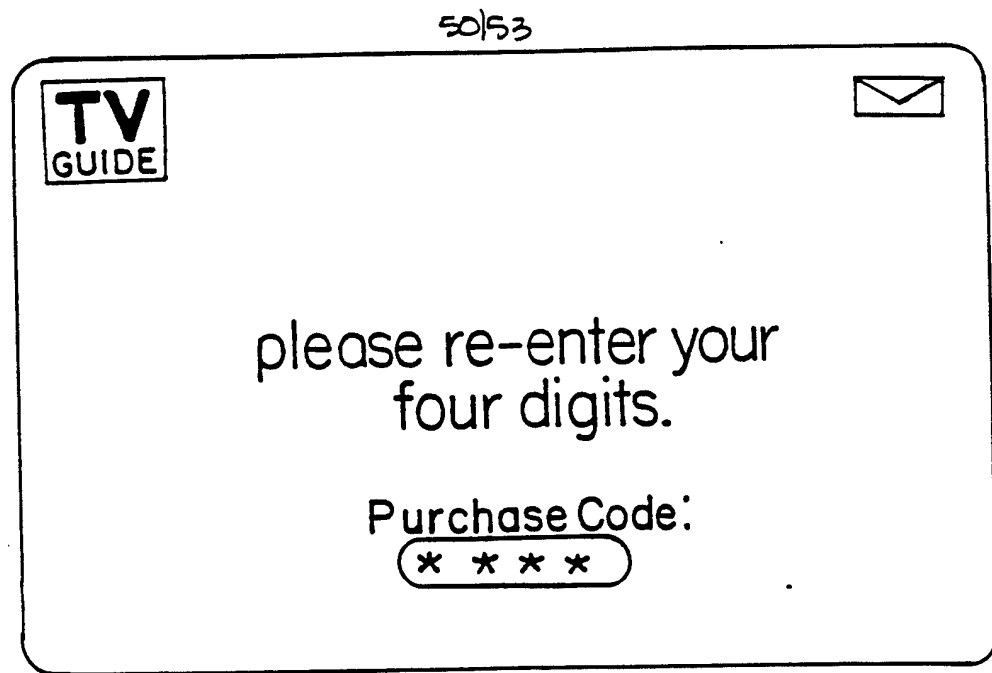 50/53
TV
GUIDE
please re-enter your
four digits.
Purchase Code:
* * * *